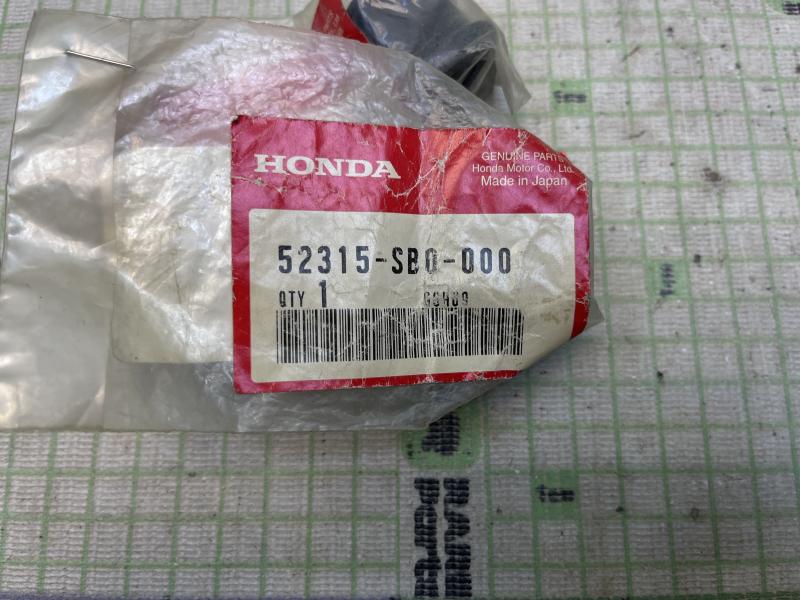 HONDA
GENUINE PARTS
Honda Motor Co., Ltd.
Made in Japan
52315-SB0-000
QTY 1